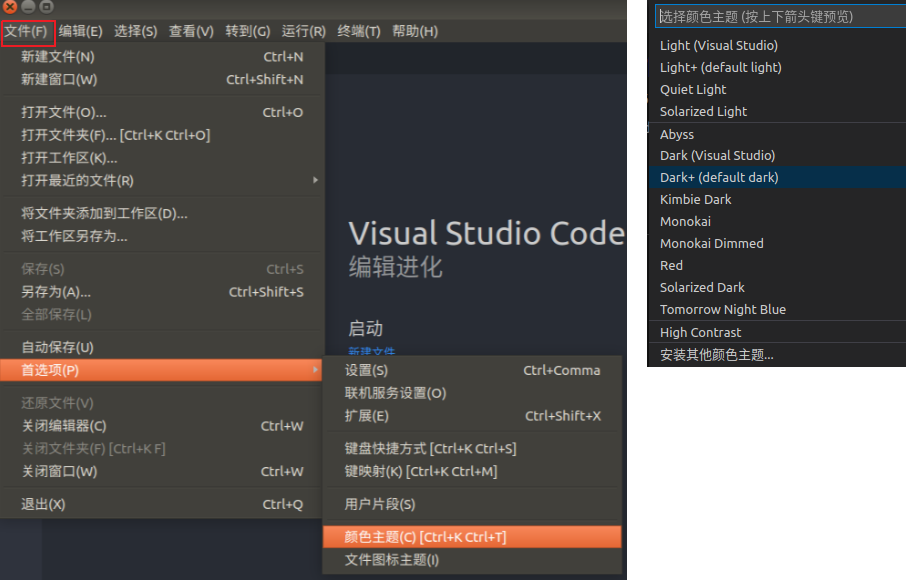 文件(F) 编辑(E) 选择(S) 查看(V) 转到(G) 运行(R) 终端(T) 帮助(H)
新建文件(N) Ctrl+N
新建窗口(W) Ctrl+Shift+N
打开文件(O)... Ctrl+O
打开文件夹(F)... [Ctrl+K Ctrl+O]
打开工作区(K)...
打开最近的文件(R)
将文件夹添加到工作区(D)...
将工作区另存为...
保存(S) Ctrl+S
另存为(A)... Ctrl+Shift+S
全部保存(L)
自动保存(U)
首选项(P)
还原文件(V)
关闭编辑器(C) Ctrl+W
关闭文件夹(F) [Ctrl+K F]
关闭窗口(W) Ctrl+W
退出(X) Ctrl+Q
Visual Studio Code
编辑进化
启动
新建文件
设置(S) Ctrl+Comma
联机服务设置(O)
扩展(E) Ctrl+Shift+X
键盘快捷方式 [Ctrl+K Ctrl+S]
键映射(K) [Ctrl+K Ctrl+M]
用户片段(S)
颜色主题(C) [Ctrl+K Ctrl+T]
文件图标主题(I)
选择颜色主题 (按上下箭头键预览)
Light (Visual Studio)
Light+ (default light)
Quiet Light
Solarized Light
Abyss
Dark (Visual Studio)
Dark+ (default dark)
Kimbie Dark
Monokai
Monokai Dimmed
Red
Solarized Dark
Tomorrow Night Blue
High Contrast
安装其他颜色主题...